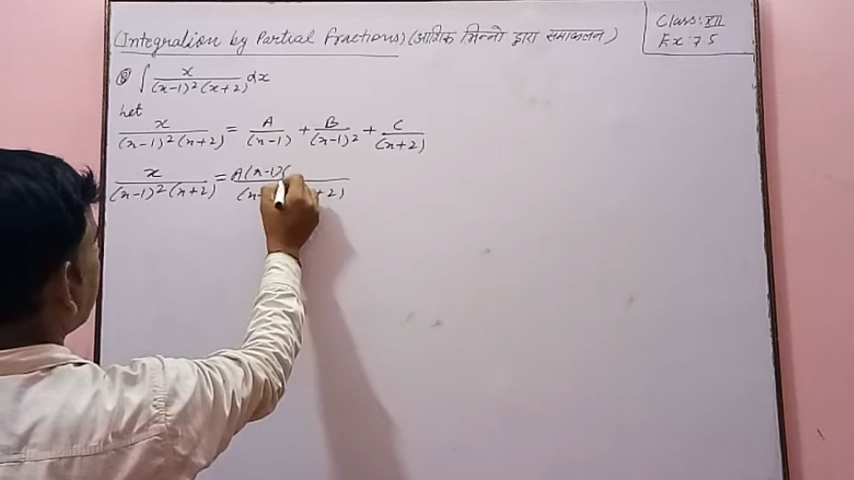 (Integration by Partial Fractions) (आंशिक भिन्नो द्वारा समाकलन)
Class: XII
Ex: 7.5
Q ∫ x/((x-1)²(x+2)) dx
Let
x/((x-1)²(x+2)) = A/(x-1) + B/(x-1)² + C/(x+2)
x/((x-1)²(x+2)) = A(x-1)(